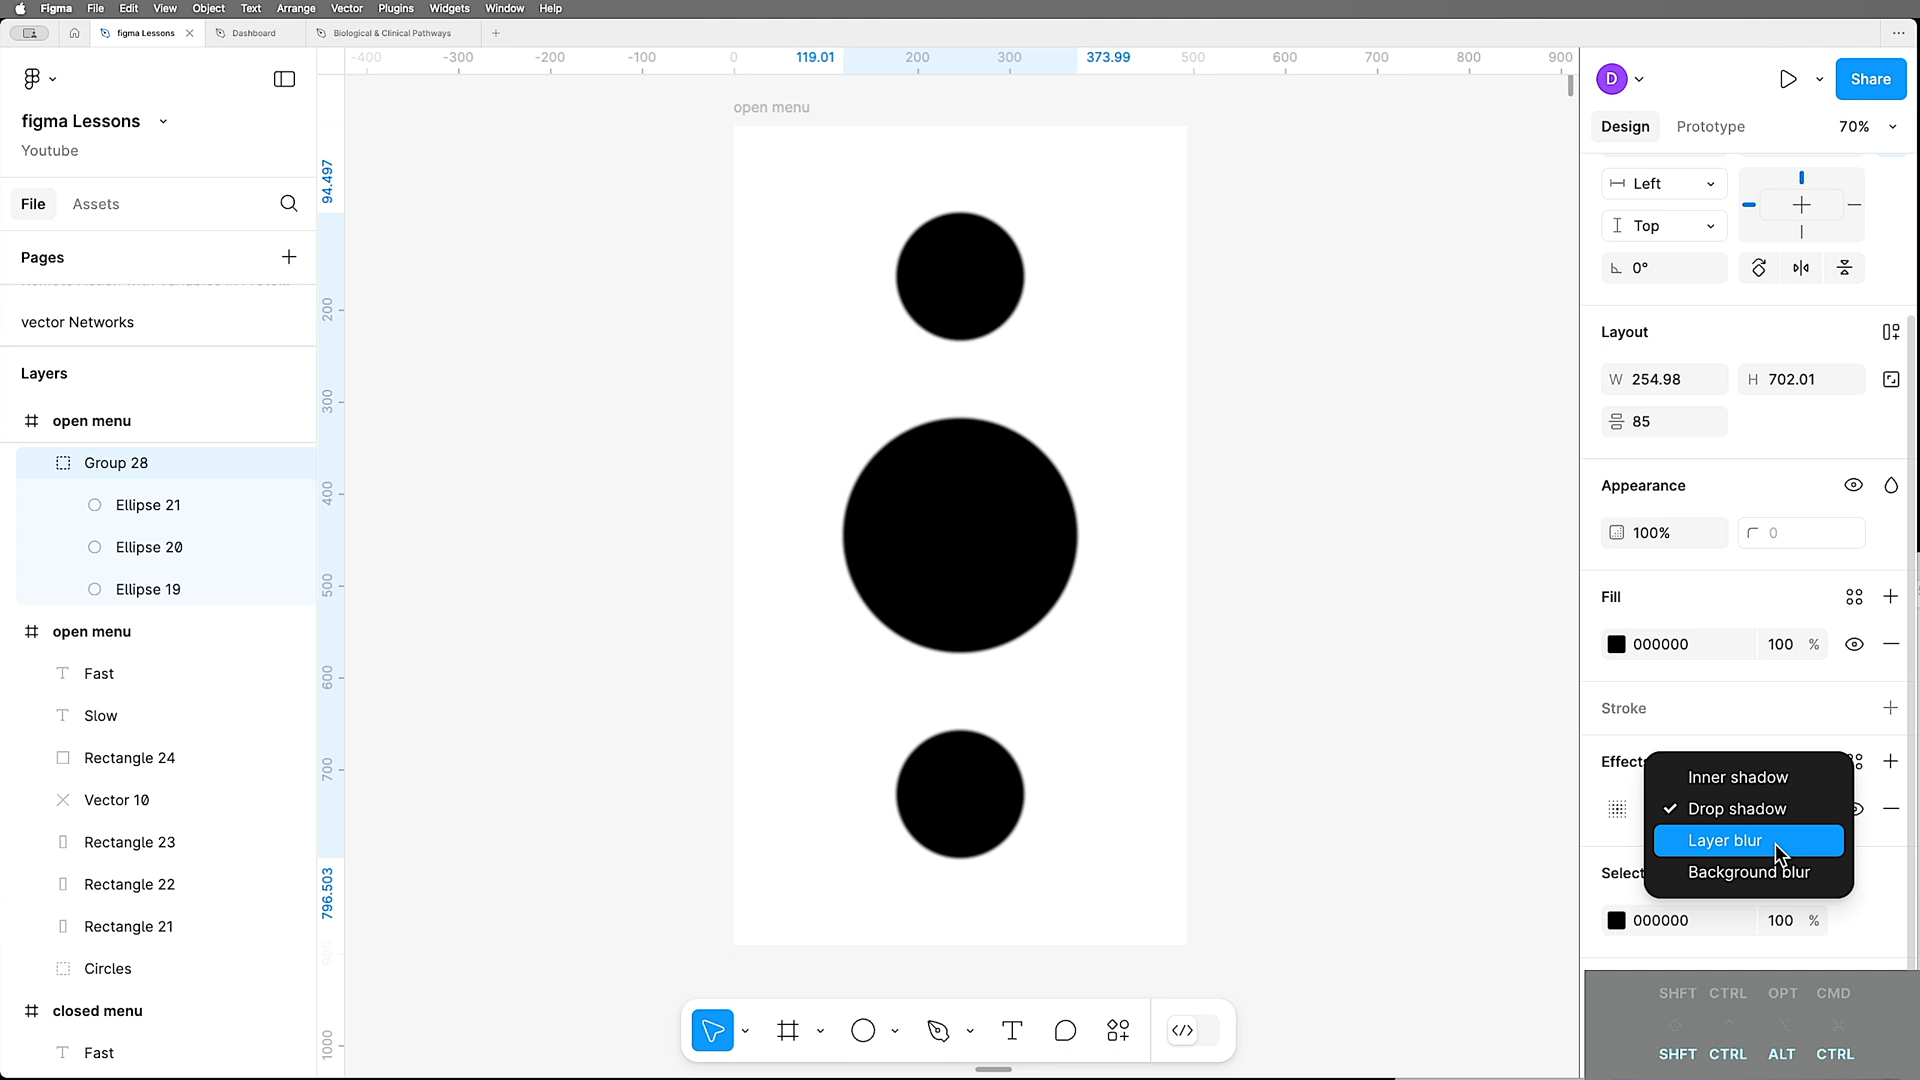 Figma File Edit View Object Text Arrange Vector Plugins Widgets Window Help
figma Lessons Dashboard Biological & Clinical Pathways
-400 -300 -200 -100 0 119.01 200 300 373.99 500 600 700 800 900
figma Lessons
Youtube
File Assets
Pages
vector Networks
Layers
open menu
Group 28
Ellipse 21
Ellipse 20
Ellipse 19
open menu
Fast
Slow
Rectangle 24
Vector 10
Rectangle 23
Rectangle 22
Rectangle 21
Circles
closed menu
Fast
94.497
200
300
400
500
600
700
796.503
900
1000
open menu
D
Share
Design Prototype 70%
Left
Top
0°
Layout
W 254.98 H 702.01
85
Appearance
100% 0
Fill
000000 100 %
Stroke
Effects
Inner shadow
Drop shadow
Layer blur
Background blur
Select
000000 100 %
SHFT CTRL OPT CMD
SHFT CTRL ALT CTRL